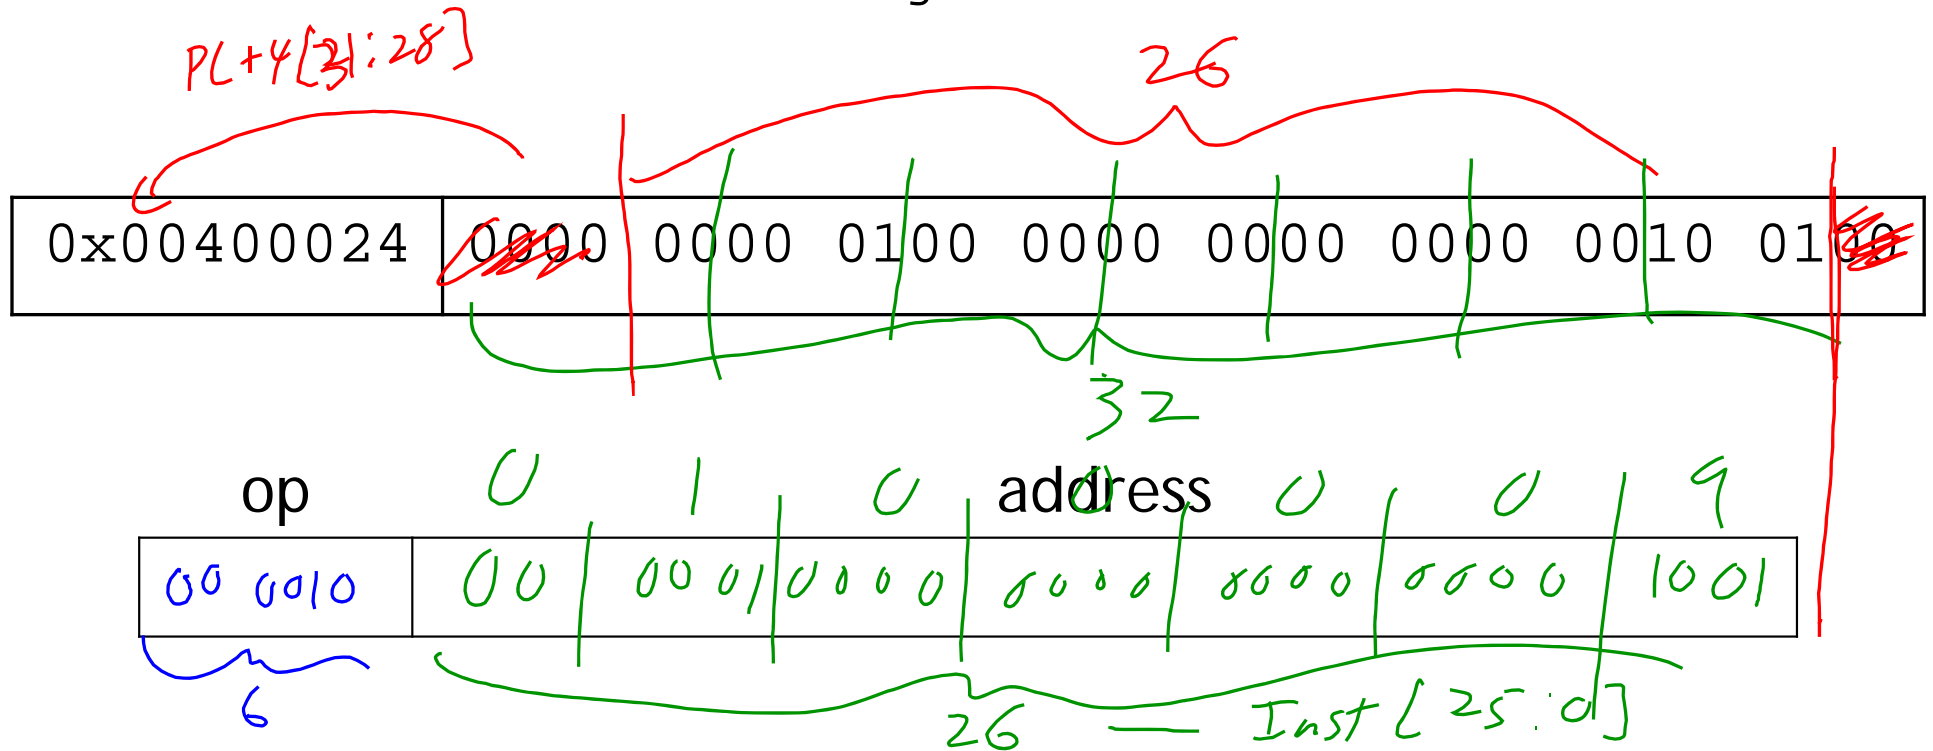 PC+4[31:28]
26
0x00400024 0000 0000 0100 0000 0000 0000 0010 0100
32
op address
0 1 0 0 0 0 9
00 0010 00 0001 0000 0000 0000 0000 1001
6
26 — Inst[25:0]